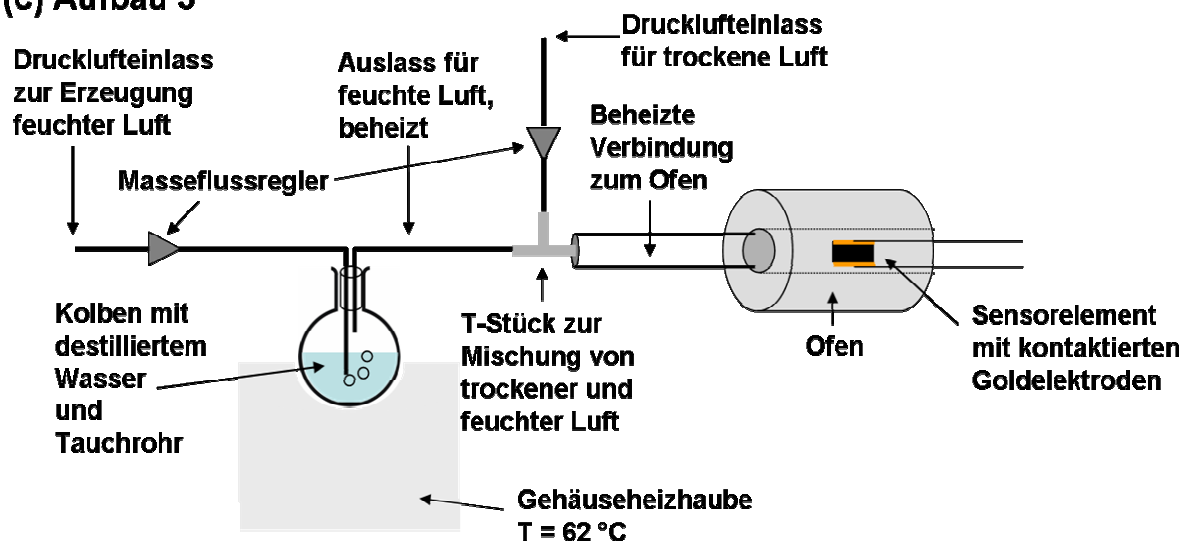 (c) Aufbau 3
Drucklufteinlass
zur Erzeugung
feuchter Luft
Auslass für
feuchte Luft,
beheizt
Drucklufteinlass
für trockene Luft
Beheizte
Verbindung
zum Ofen
Masseflussregler
Kolben mit
destilliertem
Wasser
und
Tauchrohr
T-Stück zur
Mischung von
trockener und
feuchter Luft
Ofen
Sensorelement
mit kontaktierten
Goldelektroden
Gehäuseheizhaube
T = 62 °C